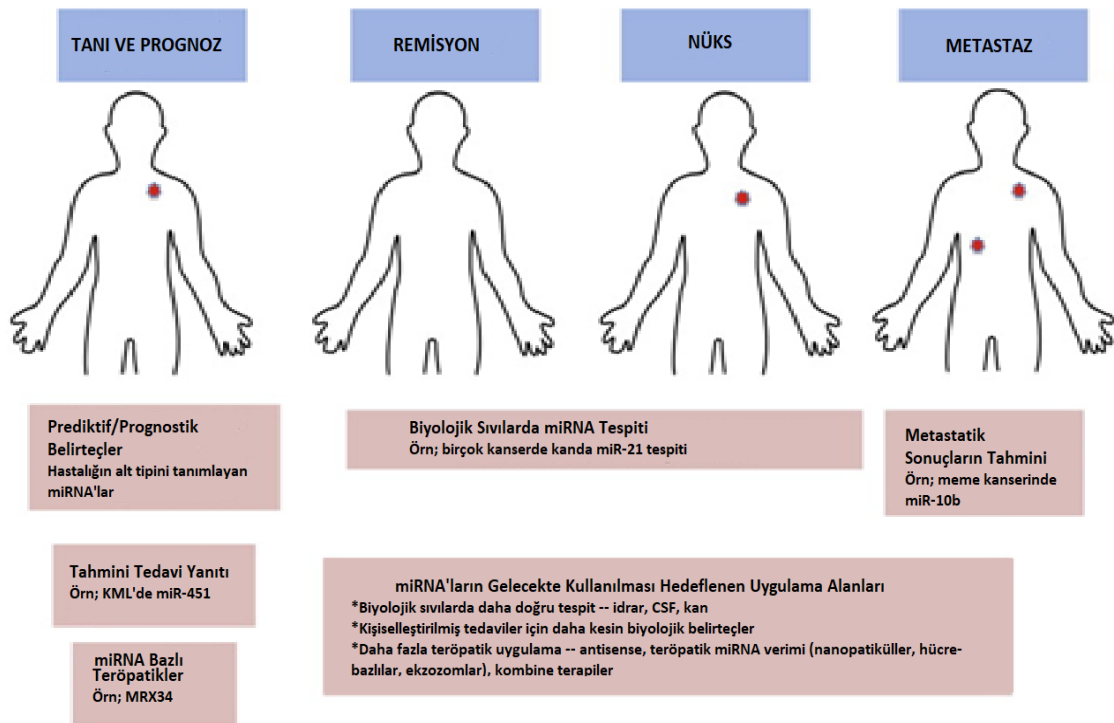 TANI VE PROGNOZ
REMİSYON
NÜKS
METASTAZ
Prediktif/Prognostik
Belirteçler
Hastalığın alt tipini tanımlayan
miRNA'lar
Biyolojik Sıvılarda miRNA Tespiti
Örn; birçok kanserde kanda miR-21 tespiti
Metastatik
Sonuçların Tahmini
Örn; meme kanserinde
miR-10b
Tahmini Tedavi Yanıtı
Örn; KML'de miR-451
miRNA Bazlı
Teröpatikler
Örn; MRX34
miRNA'ların Gelecekte Kullanılması Hedeflenen Uygulama Alanları
*Biyolojik sıvılarda daha doğru tespit -- idrar, CSF, kan
*Kişiselleştirilmiş tedaviler için daha kesin biyolojik belirteçler
*Daha fazla teröpatik uygulama -- antisense, teröpatik miRNA verimi (nanopatiküller, hücre-
bazlılar, ekzozomlar), kombine terapiler